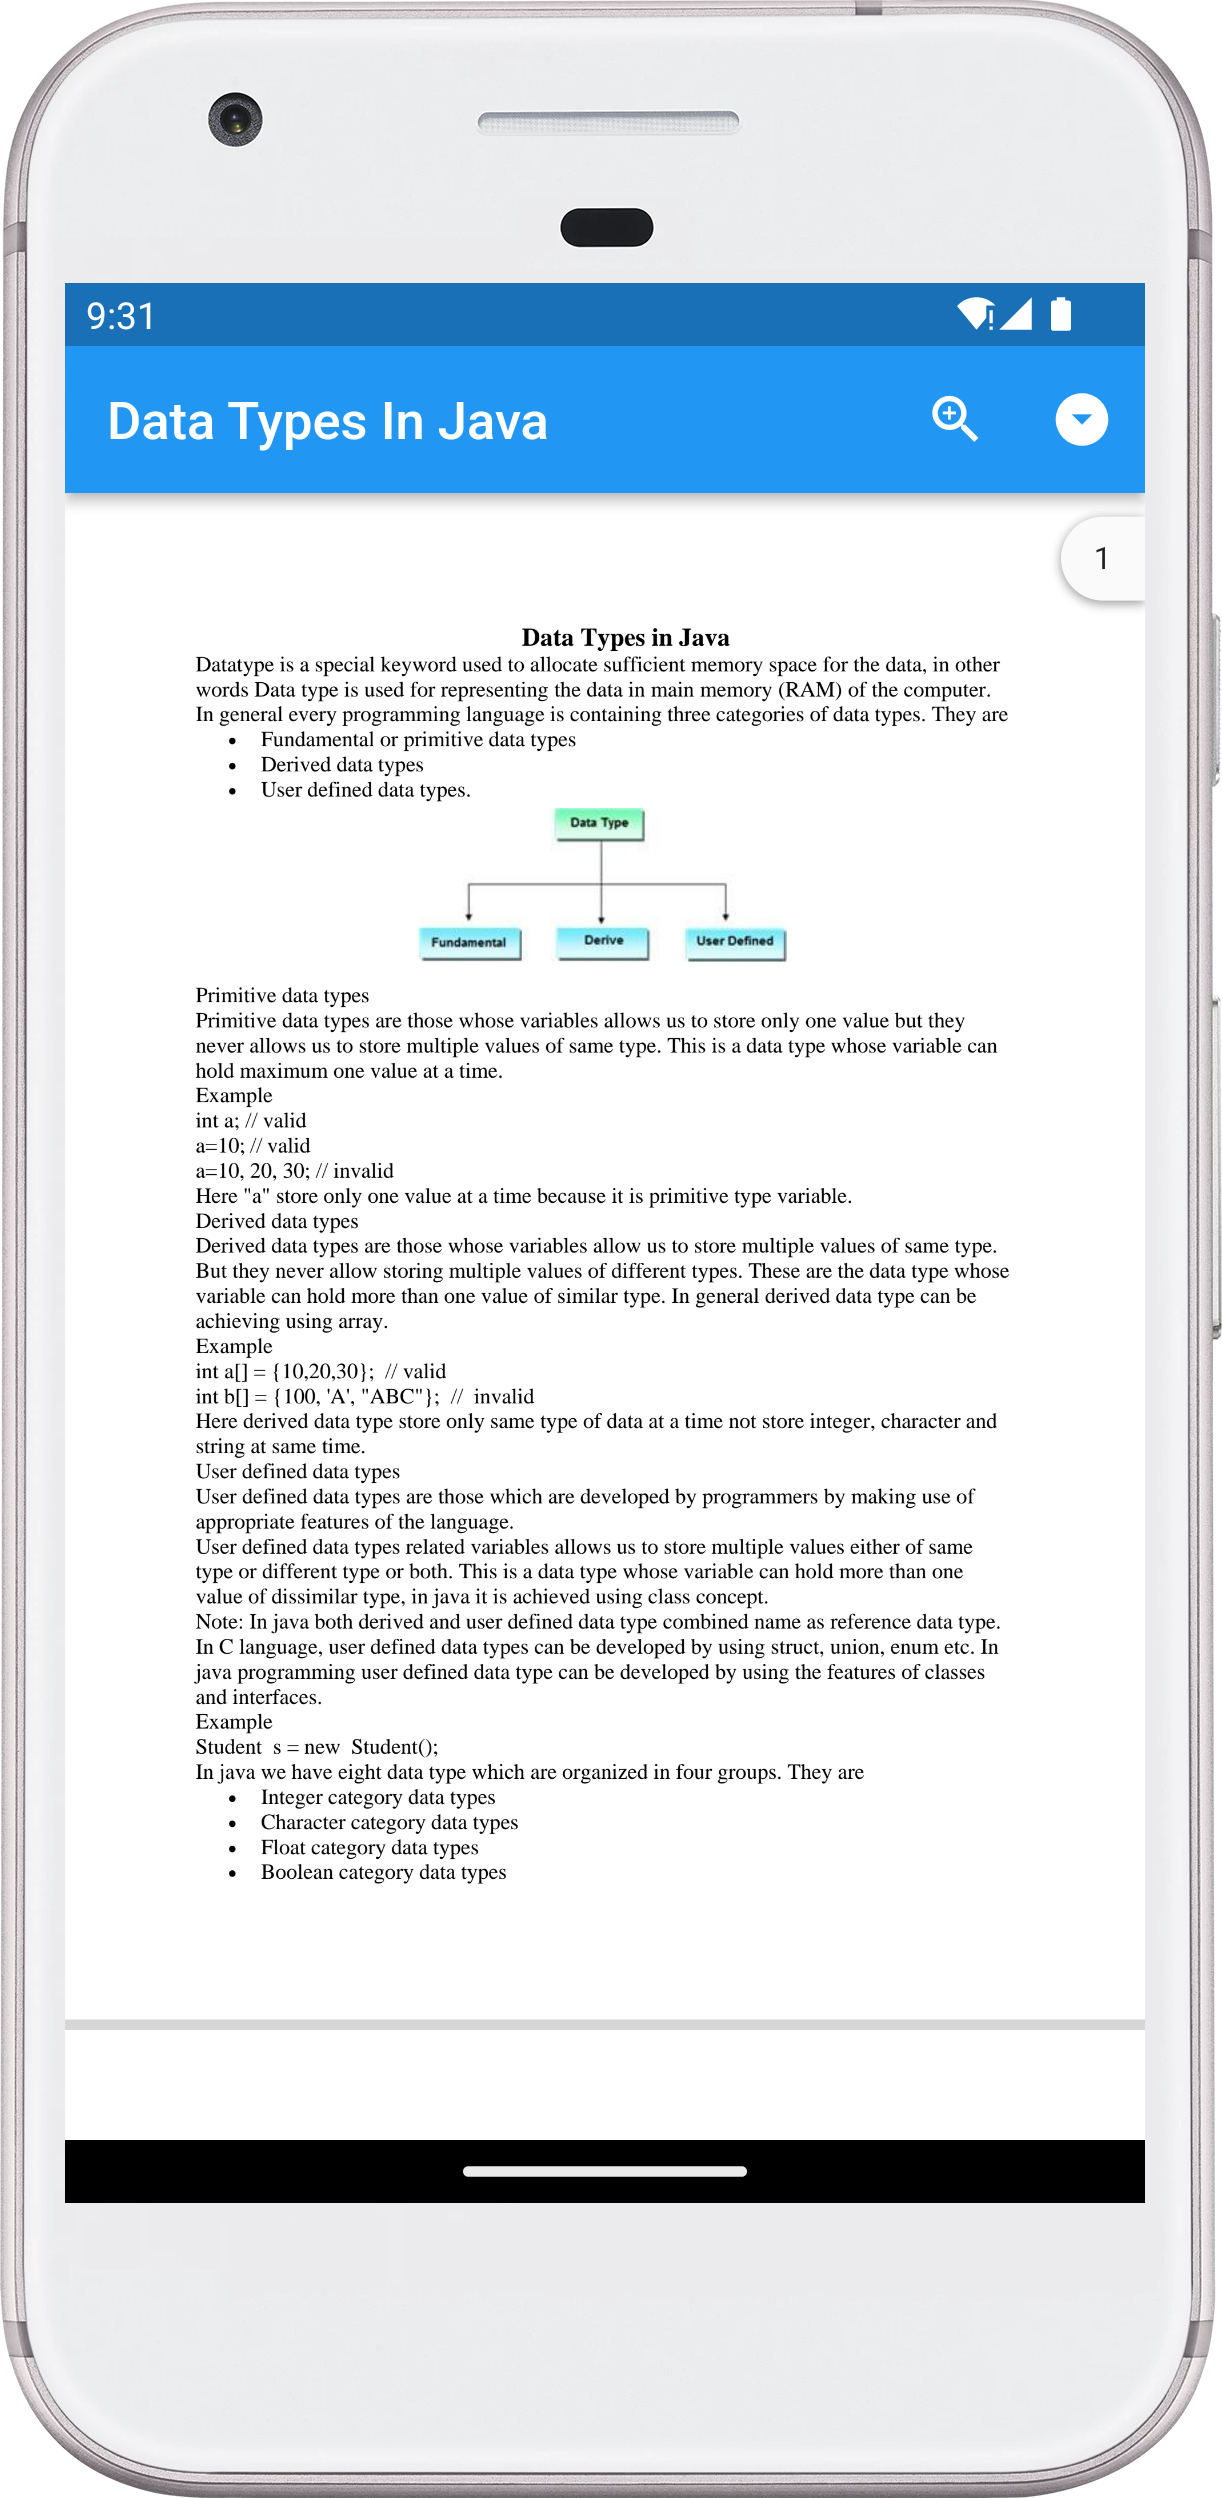 9:31
Data Types In Java
1
Data Types in Java
Datatype is a special keyword used to allocate sufficient memory space for the data, in other
words Data type is used for representing the data in main memory (RAM) of the computer.
In general every programming language is containing three categories of data types. They are
• Fundamental or primitive data types
• Derived data types
• User defined data types.
Data Type
Fundamental Derive User Defined
Primitive data types
Primitive data types are those whose variables allows us to store only one value but they
never allows us to store multiple values of same type. This is a data type whose variable can
hold maximum one value at a time.
Example
int a; // valid
a=10; // valid
a=10, 20, 30; // invalid
Here "a" store only one value at a time because it is primitive type variable.
Derived data types
Derived data types are those whose variables allow us to store multiple values of same type.
But they never allow storing multiple values of different types. These are the data type whose
variable can hold more than one value of similar type. In general derived data type can be
achieving using array.
Example
int a[] = {10,20,30};  // valid
int b[] = {100, 'A', "ABC"};  //  invalid
Here derived data type store only same type of data at a time not store integer, character and
string at same time.
User defined data types
User defined data types are those which are developed by programmers by making use of
appropriate features of the language.
User defined data types related variables allows us to store multiple values either of same
type or different type or both. This is a data type whose variable can hold more than one
value of dissimilar type, in java it is achieved using class concept.
Note: In java both derived and user defined data type combined name as reference data type.
In C language, user defined data types can be developed by using struct, union, enum etc. In
java programming user defined data type can be developed by using the features of classes
and interfaces.
Example
Student  s = new  Student();
In java we have eight data type which are organized in four groups. They are
• Integer category data types
• Character category data types
• Float category data types
• Boolean category data types